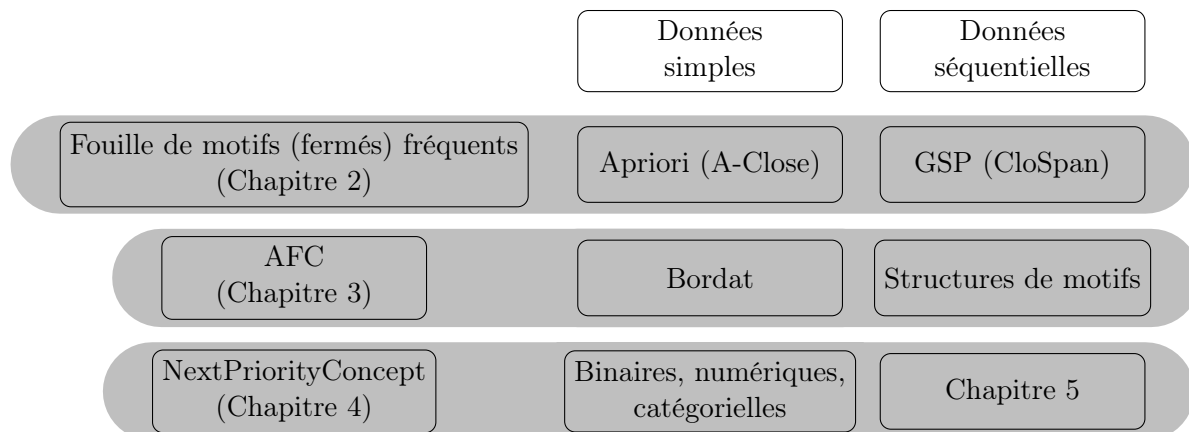 Données
simples
Données
séquentielles
Fouille de motifs (fermés) fréquents
(Chapitre 2)
Apriori (A-Close)
GSP (CloSpan)
AFC
(Chapitre 3)
Bordat
Structures de motifs
NextPriorityConcept
(Chapitre 4)
Binaires, numériques,
catégorielles
Chapitre 5